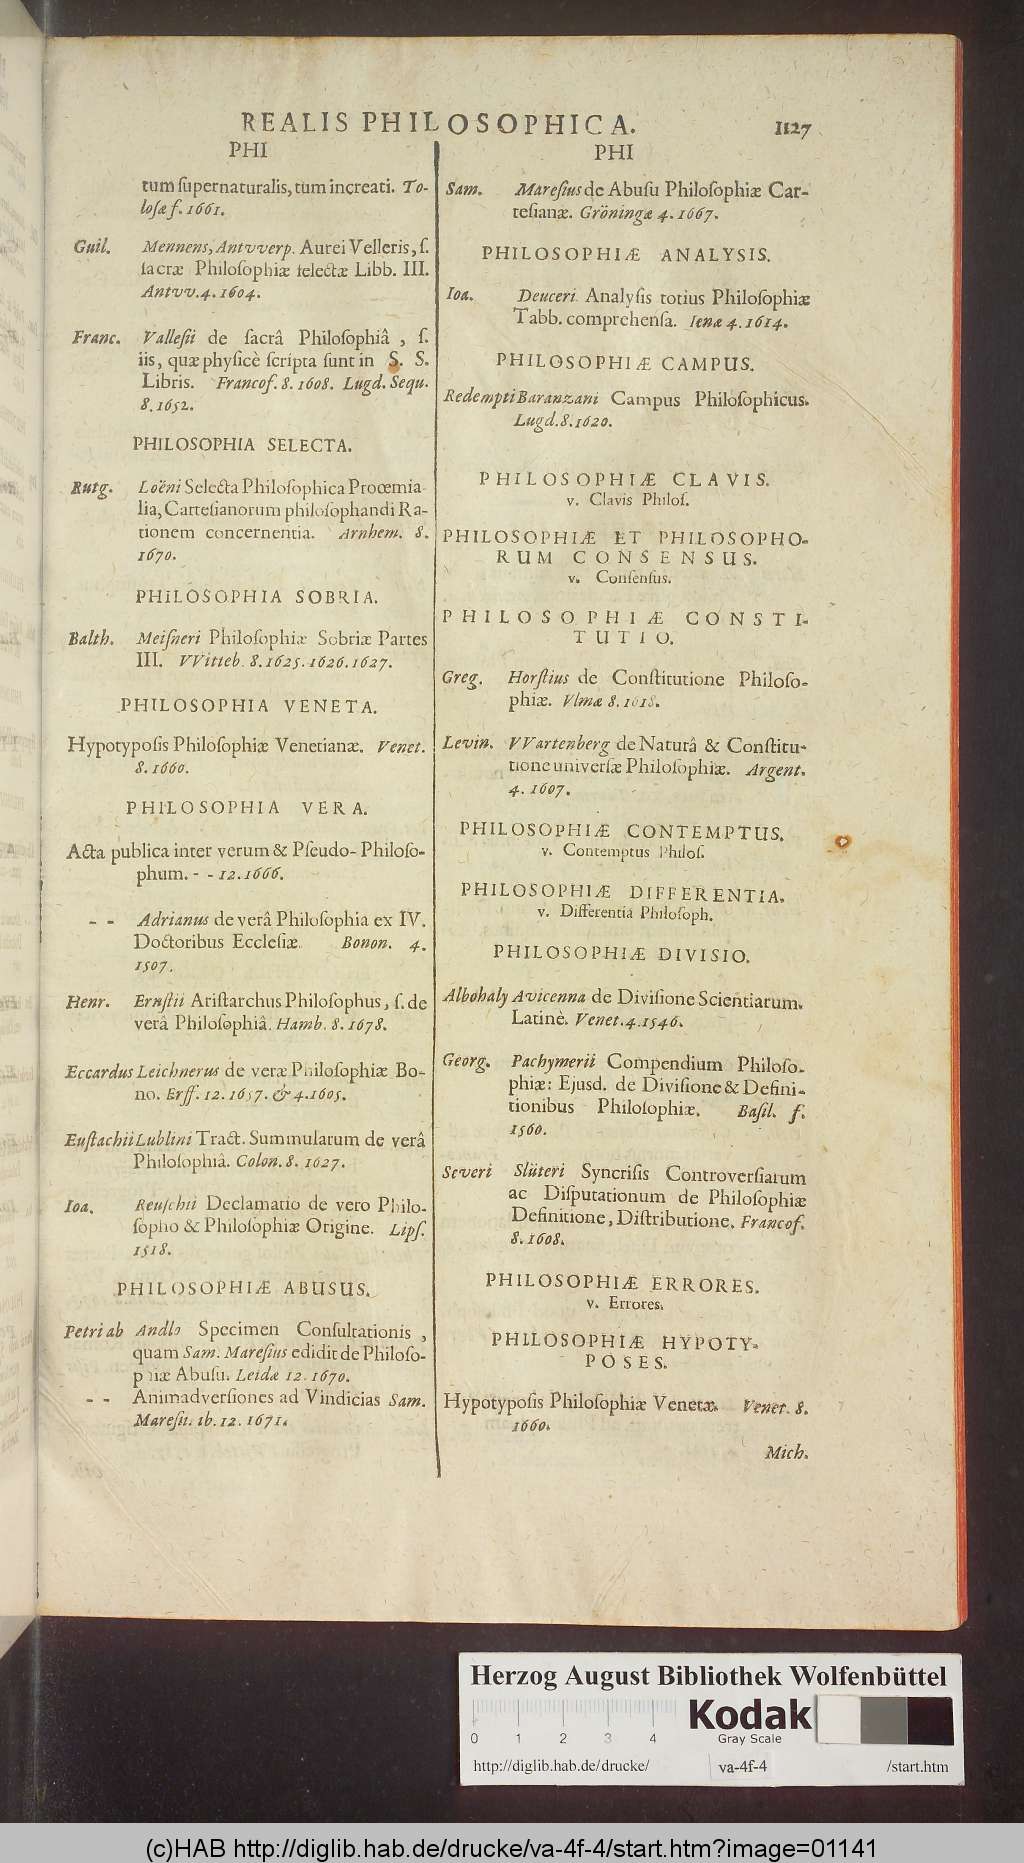 REALIS PHILOSOPHICA. 1127
PHI
tum ſupernaturalis, tum increati. To-
loſæ f. 1661.
Guil. Mennens, Antvverp. Aurei Velleris, ſ.
ſacræ Philoſophiæ ſelectæ Libb. III.
Antvv. 4. 1604.
Franc. Valleſii de ſacrâ Philoſophiâ, ſ.
iis, quæ phyſicè ſcripta ſunt in S. S.
Libris. Francof. 8. 1608. Lugd. Sequ.
8. 1652.
PHILOSOPHIA SELECTA.
Rutg. Loëni Selecta Philoſophica Proœmia-
lia, Carteſianorum philoſophandi Ra-
tionem concernentia. Arnhem. 8.
1670.
PHILOSOPHIA SOBRIA.
Balth. Meiſneri Philoſophiæ Sobriæ Partes
III. VVitteb. 8. 1625. 1626. 1627.
PHILOSOPHIA VENETA.
Hypotypoſis Philoſophiæ Venetianæ. Venet.
8. 1660.
PHILOSOPHIA VERA.
Acta publica inter verum & Pſeudo-Philoſo-
phum. - - 12. 1666.
- - Adrianus de verâ Philoſophia ex IV.
Doctoribus Eccleſiæ. Bonon. 4.
1507.
Henr. Ernſtii Ariſtarchus Philoſophus, ſ. de
verâ Philoſophiâ. Hamb. 8. 1678.
Eccardus Leichnerus de veræ Philoſophiæ Bo-
no. Erff. 12. 1657. & 4. 1605.
Euſtachii Lublini Tract. Summularum de verâ
Philoſophiâ. Colon. 8. 1627.
Ioa. Reuſchii Declamatio de vero Philo-
ſopho & Philoſophiæ Origine. Lipſ.
1518.
PHILOSOPHIÆ ABUSUS.
Petri ab Andlo Specimen Conſultationis,
quam Sam. Mareſius edidit de Philoſo-
phiæ Abuſu. Leidæ 12. 1670.
- - Animadverſiones ad Vindicias Sam.
Mareſii. ib. 12. 1671.
PHI
Sam. Mareſius de Abuſu Philoſophiæ Car-
teſianæ. Gröningæ 4. 1667.
PHILOSOPHIÆ ANALYSIS.
Ioa. Deuceri Analyſis totius Philoſophiæ
Tabb. comprehenſa. Ienæ 4. 1614.
PHILOSOPHIÆ CAMPUS.
Redempti Baranzani Campus Philoſophicus.
Lugd. 8. 1620.
PHILOSOPHIÆ CLAVIS.
v. Clavis Philoſ.
PHILOSOPHIÆ ET PHILOSOPHO-
RUM CONSENSUS.
v. Conſenſus.
PHILOSOPHIÆ CONSTI-
TUTIO.
Greg. Horſtius de Conſtitutione Philoſo-
phiæ. Vlmæ 8. 1618.
Levin. VVartenberg de Naturâ & Conſtitu-
tione univerſæ Philoſophiæ. Argent.
4. 1607.
PHILOSOPHIÆ CONTEMPTUS.
v. Contemptus Philoſ.
PHILOSOPHIÆ DIFFERENTIA.
v. Differentia Philoſoph.
PHILOSOPHIÆ DIVISIO.
Albohaly Avicenna de Diviſione Scientiarum.
Latinè. Venet. 4. 1546.
Georg. Pachymerii Compendium Philoſo-
phiæ: Ejusd. de Diviſione & Defini-
tionibus Philoſophiæ. Baſil. f.
1560.
Severi Slüteri Syncriſis Controverſiarum
ac Diſputationum de Philoſophiæ
Definitione, Diſtributione. Francof.
8. 1608.
PHILOSOPHIÆ ERRORES.
v. Errores.
PHILOSOPHIÆ HYPOTY-
POSES.
Hypotypoſis Philoſophiæ Venetæ. Venet. 8.
1660.
Mich.
Herzog August Bibliothek Wolfenbüttel
0 1 2 3 4
Kodak
Gray Scale
http://diglib.hab.de/drucke/ va-4f-4 /start.htm
(c)HAB http://diglib.hab.de/drucke/va-4f-4/start.htm?image=01141